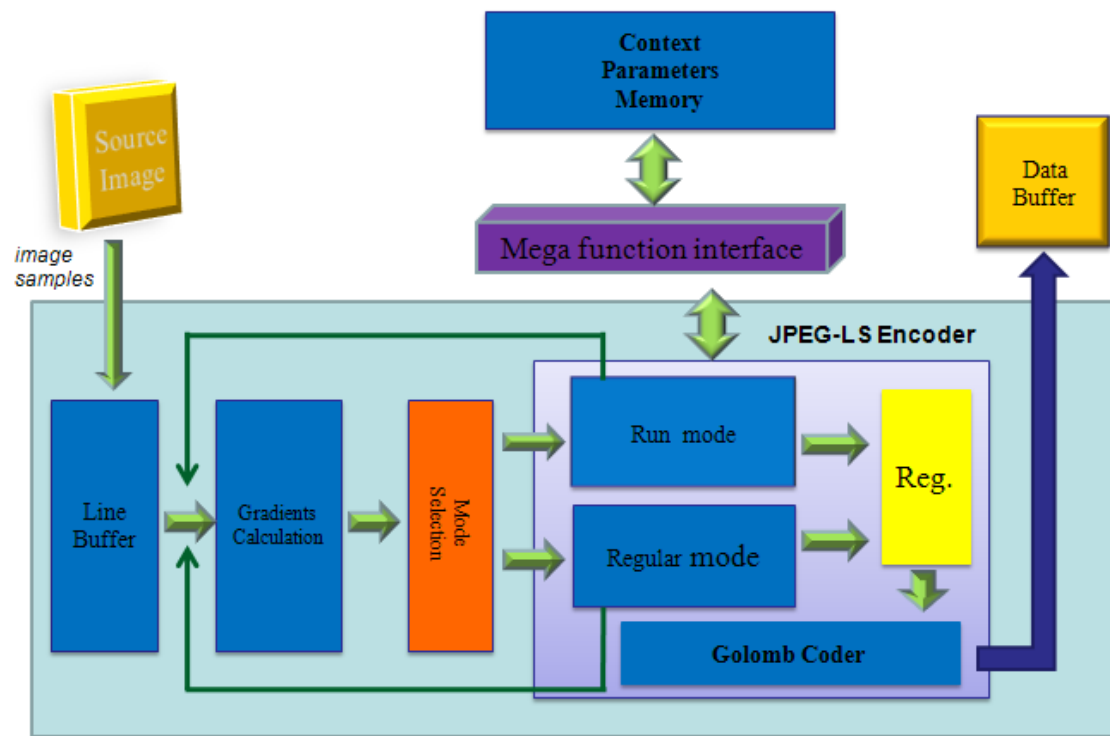 Context
Parameters
Memory
Source
Image
Data
Buffer
image
samples
Mega function interface
JPEG-LS Encoder
Line
Buffer
Gradients
Calculation
Mode
Selection
Run mode
Regular mode
Reg.
Golomb Coder